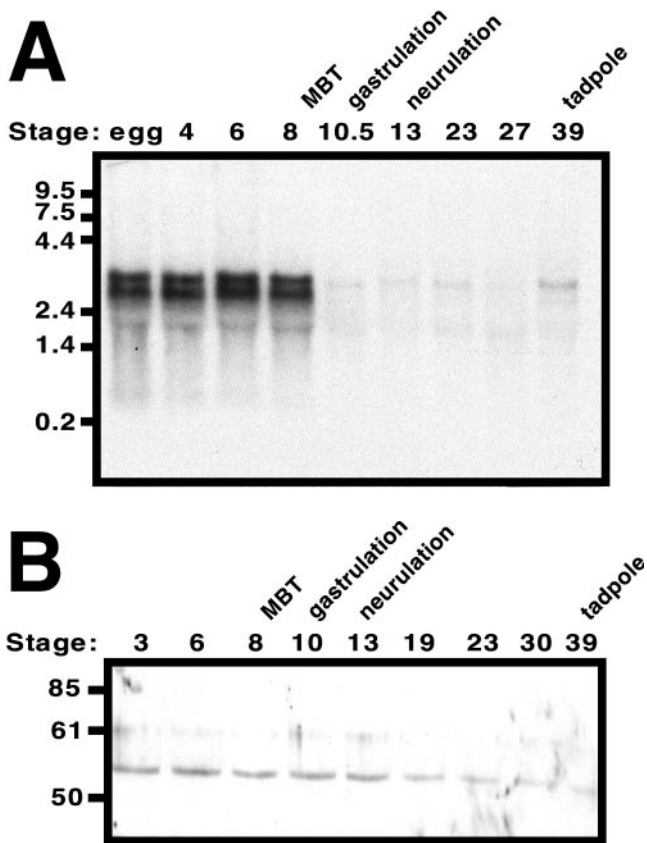 A
MBT gastrulation neurulation tadpole
Stage: egg 4 6 8 10.5 13 23 27 39
9.5
7.5
4.4
2.4
1.4
0.2
B
MBT gastrulation neurulation tadpole
Stage: 3 6 8 10 13 19 23 30 39
85
61
50